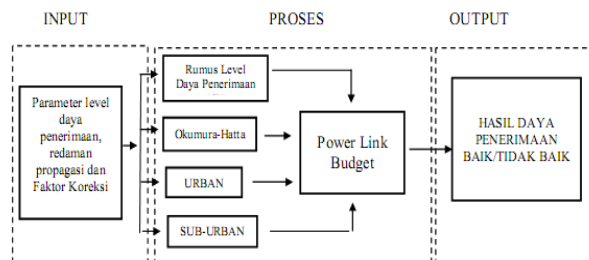 INPUT
PROSES
OUTPUT
Parameter level
daya
penerimaan,
redaman
propagasi dan
Faktor Koreksi
Rumus Level
Daya Penerimaan
Okumura-Hatta
URBAN
SUB-URBAN
Power Link
Budget
HASIL DAYA
PENERIMAAN
BAIK/TIDAK BAIK